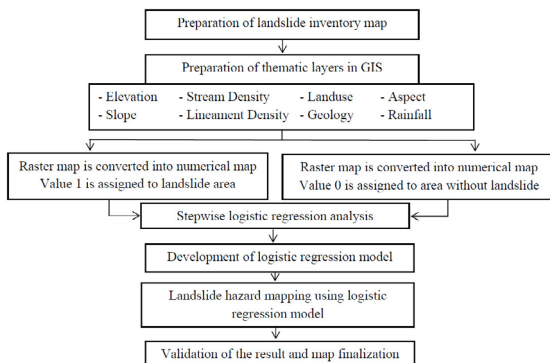 Preparation of landslide inventory map
Preparation of thematic layers in GIS
- Elevation - Stream Density - Landuse - Aspect
- Slope - Lineament Density - Geology - Rainfall
Raster map is converted into numerical map
Value 1 is assigned to landslide area
Raster map is converted into numerical map
Value 0 is assigned to area without landslide
Stepwise logistic regression analysis
Development of logistic regression model
Landslide hazard mapping using logistic
regression model
Validation of the result and map finalization